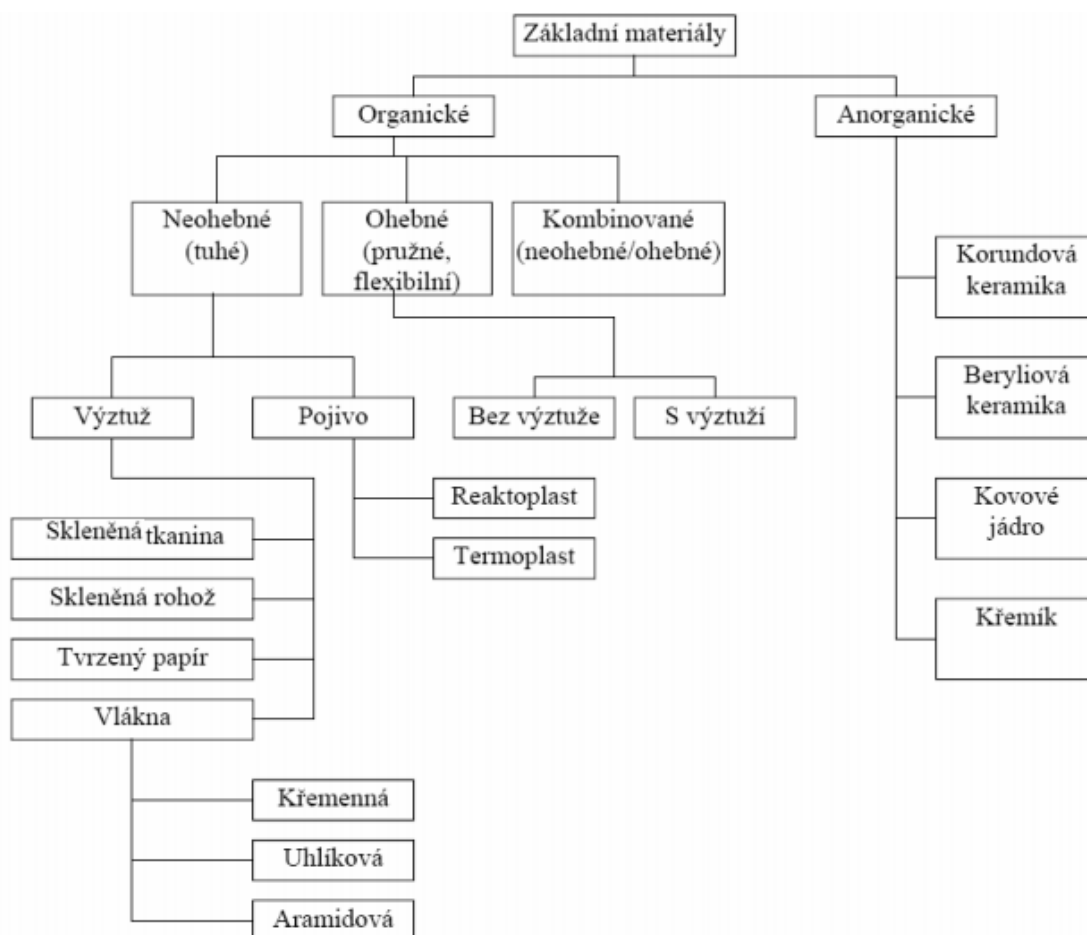 Základní materiály
Organické
Anorganické
Neohebné
(tuhé)
Ohebné
(pružné,
flexibilní)
Kombinované
(neohebné/ohebné)
Korundová
keramika
Beryliová
keramika
Výztuž
Pojivo
Bez výztuže
S výztuží
Reaktoplast
Termoplast
Kovové
jádro
Skleněná tkanina
Skleněná rohož
Tvrzený papír
Vlákna
Křemík
Křemenná
Uhlíková
Aramidová